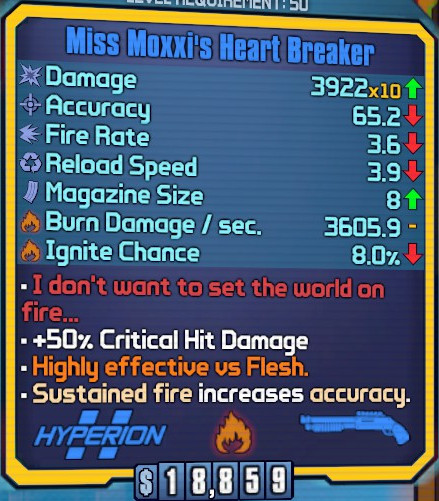 LEVEL REQUIREMENT: 50
Miss Moxxi's Heart Breaker
Damage 3922x10
Accuracy 65.2
Fire Rate 3.6
Reload Speed 3.9
Magazine Size 8
Burn Damage / sec. 3605.9 -
Ignite Chance 8.0%
• I don't want to set the world on
fire...
• +50% Critical Hit Damage
• Highly effective vs Flesh.
• Sustained fire increases accuracy.
HYPERION
$ 18,859